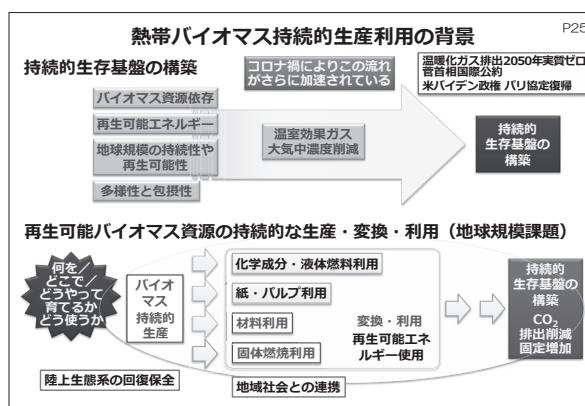 P25
熱帯バイオマス持続的生産利用の背景
持続的生存基盤の構築
コロナ禍によりこの流れ
がさらに加速されている
温暖化ガス排出2050年実質ゼロ
菅首相国際公約
米バイデン政権 パリ協定復帰
バイオマス資源依存
再生可能エネルギー
地球規模の持続性や
再生可能性
多様性と包摂性
温室効果ガス
大気中濃度削減
持続的
生存基盤の
構築
再生可能バイオマス資源の持続的な生産・変換・利用（地球規模課題）
何を／
どこで／
どうやって
育てるか
どう使うか
バイオ
マス
持続的
生産
化学成分・液体燃料利用
紙・パルプ利用
材料利用
固体燃焼利用
変換・利用
再生可能エネ
ルギー使用
持続的
生存基盤の
構築
CO₂
排出削減
固定増加
陸上生態系の回復保全
地域社会との連携